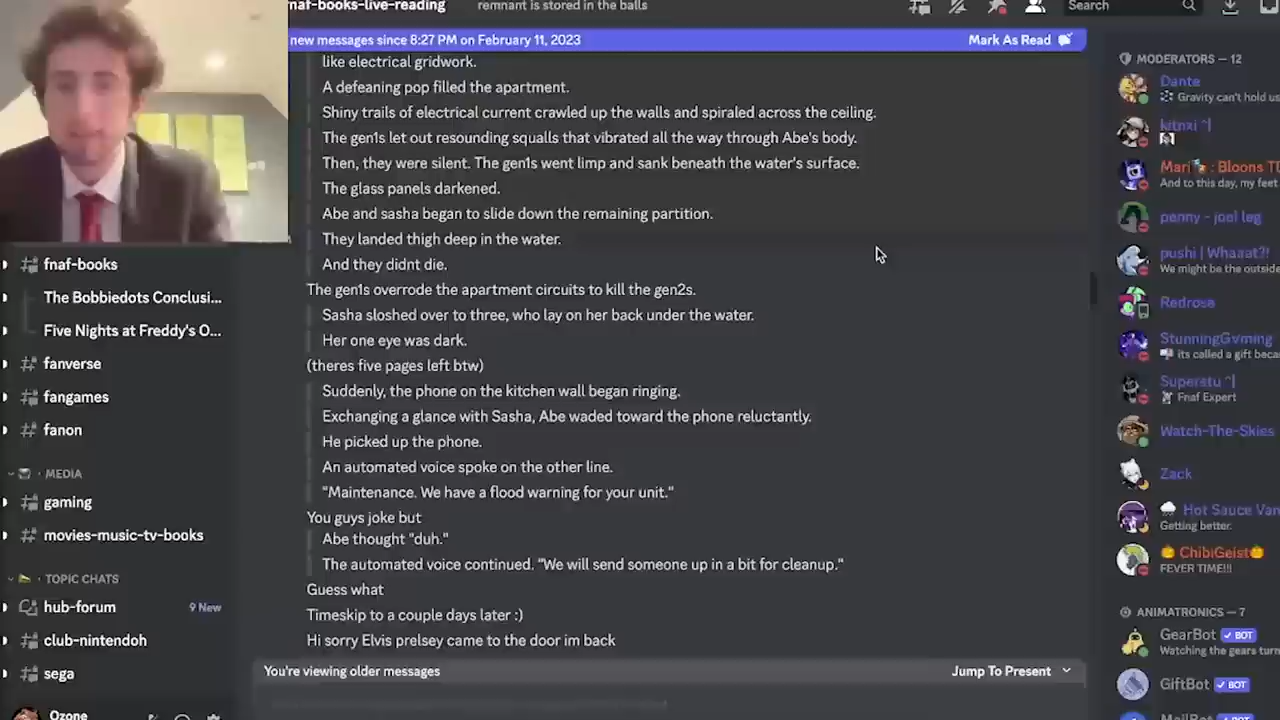 fnaf-books-live-reading
remnant is stored in the balls
Search
new messages since 8:27 PM on February 11, 2023
Mark As Read
like electrical gridwork.
A defeaning pop filled the apartment.
Shiny trails of electrical current crawled up the walls and spiraled across the ceiling.
The gen1s let out resounding squalls that vibrated all the way through Abe's body.
Then, they were silent. The gen1s went limp and sank beneath the water's surface.
The glass panels darkened.
Abe and sasha began to slide down the remaining partition.
They landed thigh deep in the water.
And they didnt die.
The gen1s overrode the apartment circuits to kill the gen2s.
Sasha sloshed over to three, who lay on her back under the water.
Her one eye was dark.
(theres five pages left btw)
Suddenly, the phone on the kitchen wall began ringing.
Exchanging a glance with Sasha, Abe waded toward the phone reluctantly.
He picked up the phone.
An automated voice spoke on the other line.
"Maintenance. We have a flood warning for your unit."
You guys joke but
Abe thought "duh."
The automated voice continued. "We will send someone up in a bit for cleanup."
Guess what
Timeskip to a couple days later :)
Hi sorry Elvis prelsey came to the door im back
You're viewing older messages
Jump To Present
fnaf-books
The Bobbiedots Conclusi...
Five Nights at Freddy's O...
fanverse
fangames
fanon
MEDIA
gaming
movies-music-tv-books
TOPIC CHATS
hub-forum
9 New
club-nintendoh
sega
Ozone
MODERATORS — 12
Dante
Gravity can't hold us
kitnxi ^|
Mari : Bloons T
And to this day, my feet
penny - joel leg
pushi | Whaaat?!
We might be the outside
Redrosa
StunningGvming
its called a gift beca
Superstu ^|
Fnaf Expert
Watch-The-Skies
Zack
Hot Sauce Van
Getting better.
ChibiGeist
FEVER TIME!!!
ANIMATRONICS — 7
GearBot ✓ BOT
Watching the gears turn
GiftBot ✓ BOT